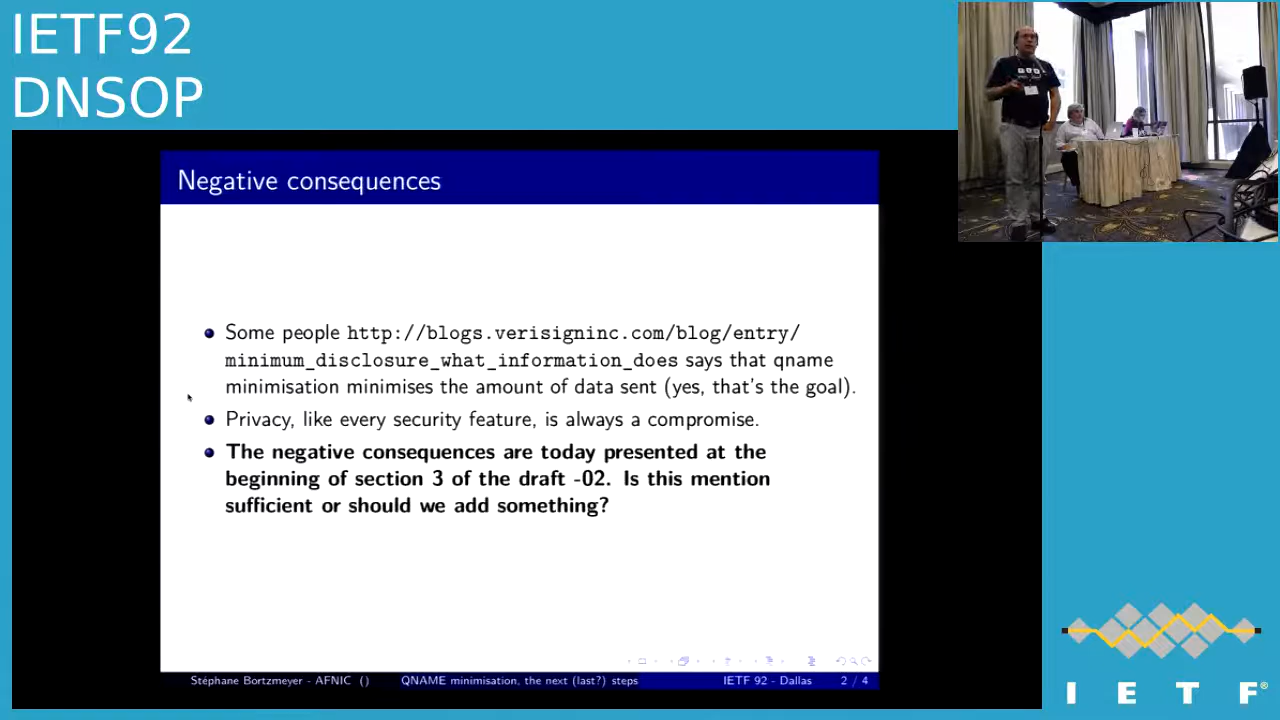 IETF92
DNSOP
Negative consequences
Some people http://blogs.verisigninc.com/blog/entry/
minimum_disclosure_what_information_does says that qname
minimisation minimises the amount of data sent (yes, that's the goal).
Privacy, like every security feature, is always a compromise.
The negative consequences are today presented at the
beginning of section 3 of the draft -02. Is this mention
sufficient or should we add something?
Stéphane Bortzmeyer - AFNIC ()
QNAME minimisation, the next (last?) steps
IETF 92 - Dallas
2 / 4
I E T F®